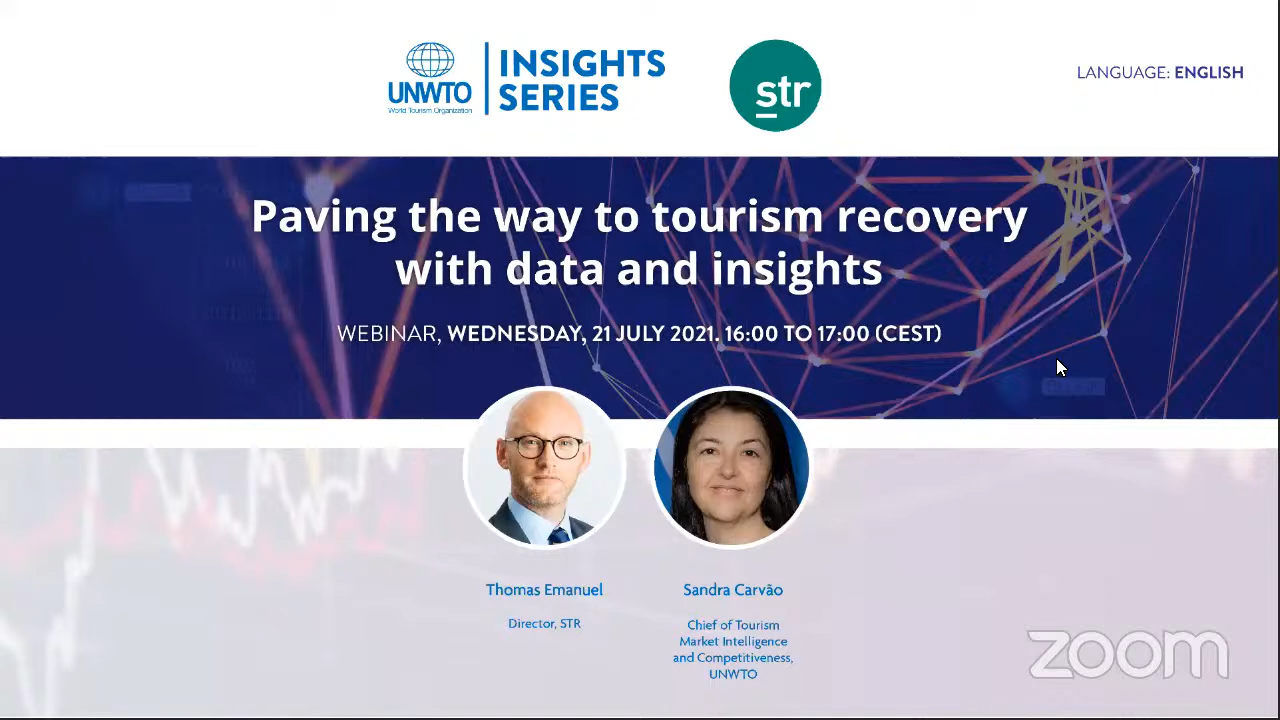 UNWTO
World Tourism Organization
INSIGHTS
SERIES
str
LANGUAGE: ENGLISH
Paving the way to tourism recovery
with data and insights
WEBINAR, WEDNESDAY, 21 JULY 2021. 16:00 TO 17:00 (CEST)
Thomas Emanuel
Director, STR
Sandra Carvão
Chief of Tourism
Market Intelligence
and Competitiveness,
UNWTO
zoom